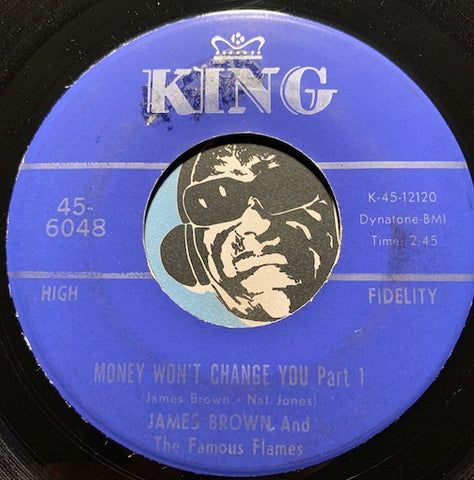 KING
45-
6048
K-45-12120
Dynatone-BMI
Time: 2:45
HIGH
FIDELITY
MONEY WON'T CHANGE YOU Part 1
(James Brown - Nat Jones)
JAMES BROWN And
The Famous Flames